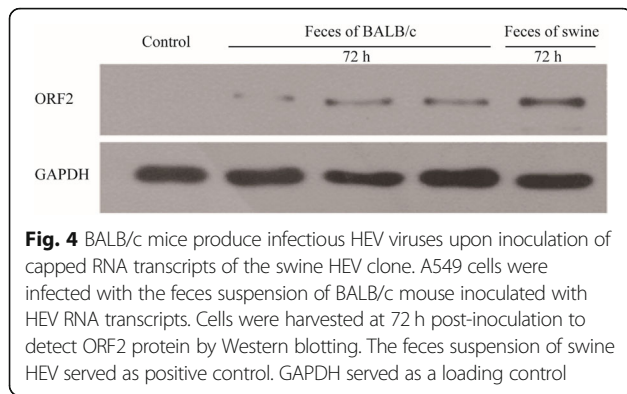 Control Feces of BALB/c Feces of swine
72 h 72 h
ORF2
GAPDH
Fig. 4 BALB/c mice produce infectious HEV viruses upon inoculation of
capped RNA transcripts of the swine HEV clone. A549 cells were
infected with the feces suspension of BALB/c mouse inoculated with
HEV RNA transcripts. Cells were harvested at 72 h post-inoculation to
detect ORF2 protein by Western blotting. The feces suspension of swine
HEV served as positive control. GAPDH served as a loading control